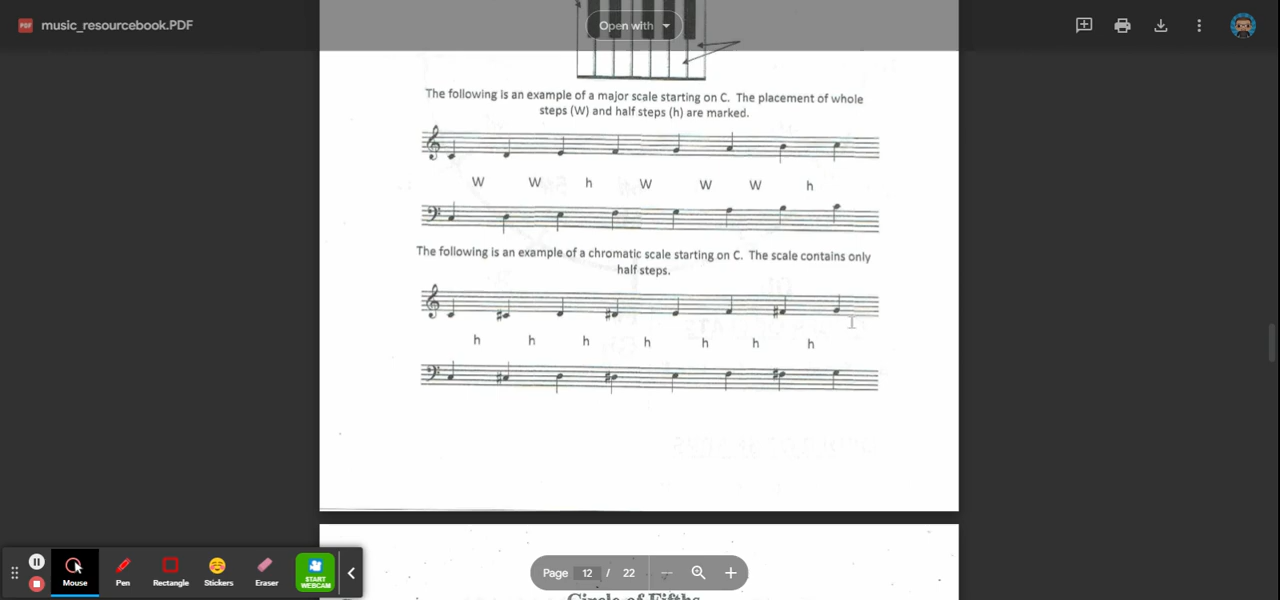 PDF music_resourcebook.PDF
Open with
The following is an example of a major scale starting on C. The placement of whole
steps (W) and half steps (h) are marked.
W W h W W W h
The following is an example of a chromatic scale starting on C. The scale contains only
half steps.
h h h h h h h
Mouse Pen Rectangle Stickers Eraser START
WEBCAM
Page 12 / 22
Circle of Fifths